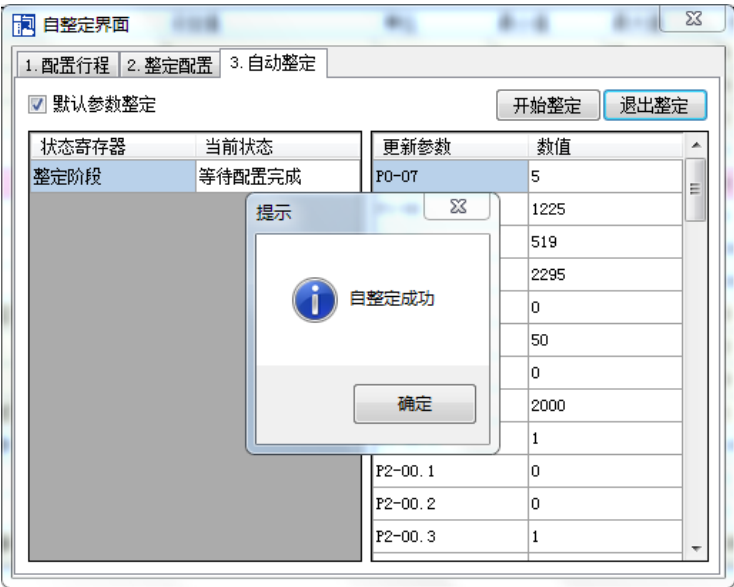 自整定界面
1.配置行程 2.整定配置 3.自动整定
默认参数整定 开始整定 退出整定
状态寄存器 当前状态 更新参数 数值
整定阶段 等待配置完成 P0-07 5
提示
1225
519
2295
自整定成功
0
50
0
确定
2000
1
P2-00.1 0
P2-00.2 0
P2-00.3 1